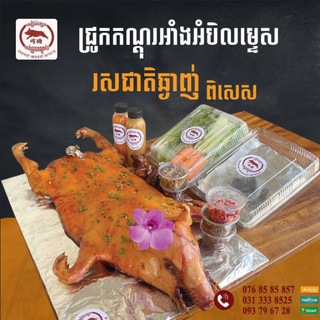 ជ្រូកកណ្ដុរអាំងអំបិលម្ទេស
រសជាតិឆ្ងាញ់ ពិសេស
076 85 85 857
031 333 8525
093 79 67 28
Smart